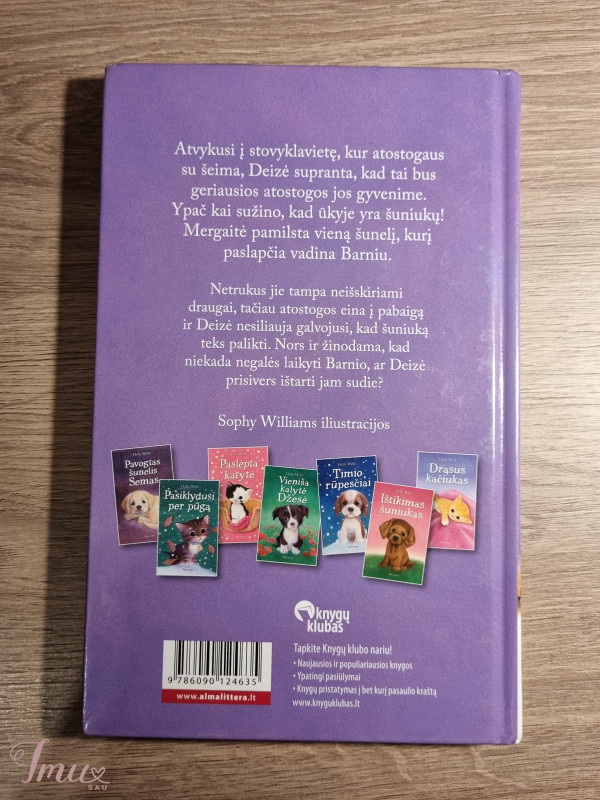 Atvykusi į stovyklavietę, kur atostogaus
su šeima, Deizė supranta, kad tai bus
geriausios atostogos jos gyvenime.
Ypač kai sužino, kad ūkyje yra šuniukų!
Mergaitė pamilsta vieną šunelį, kurį
paslapčia vadina Barniu.
Netrukus jie tampa neišskiriami
draugai, tačiau atostogos eina į pabaigą
ir Deizė nesiliauja galvojusi, kad šuniuką
teks palikti. Nors ir žinodama, kad
niekada negalės laikyti Barnio, ar Deizė
prisivers ištarti jam sudie?
Sophy Williams iliustracijos
Pavogtas
šunelis
Semas
Pasiklydusi
per pūgą
Paslėpta
katytė
Vieniša
kalytė
Džesė
Timio
rūpesčiai
Ištikimas
šuniukas
Drąsus
kačiukas
knygų
klubas
Tapkite Knygų klubo nariu!
• Naujausios ir populiariausios knygos
• Ypatingi pasiūlymai
• Knygų pristatymas į bet kurį pasaulio kraštą
www.knyguklubas.lt
9 786090 124635
www.almalittera.lt
Imu
SAU